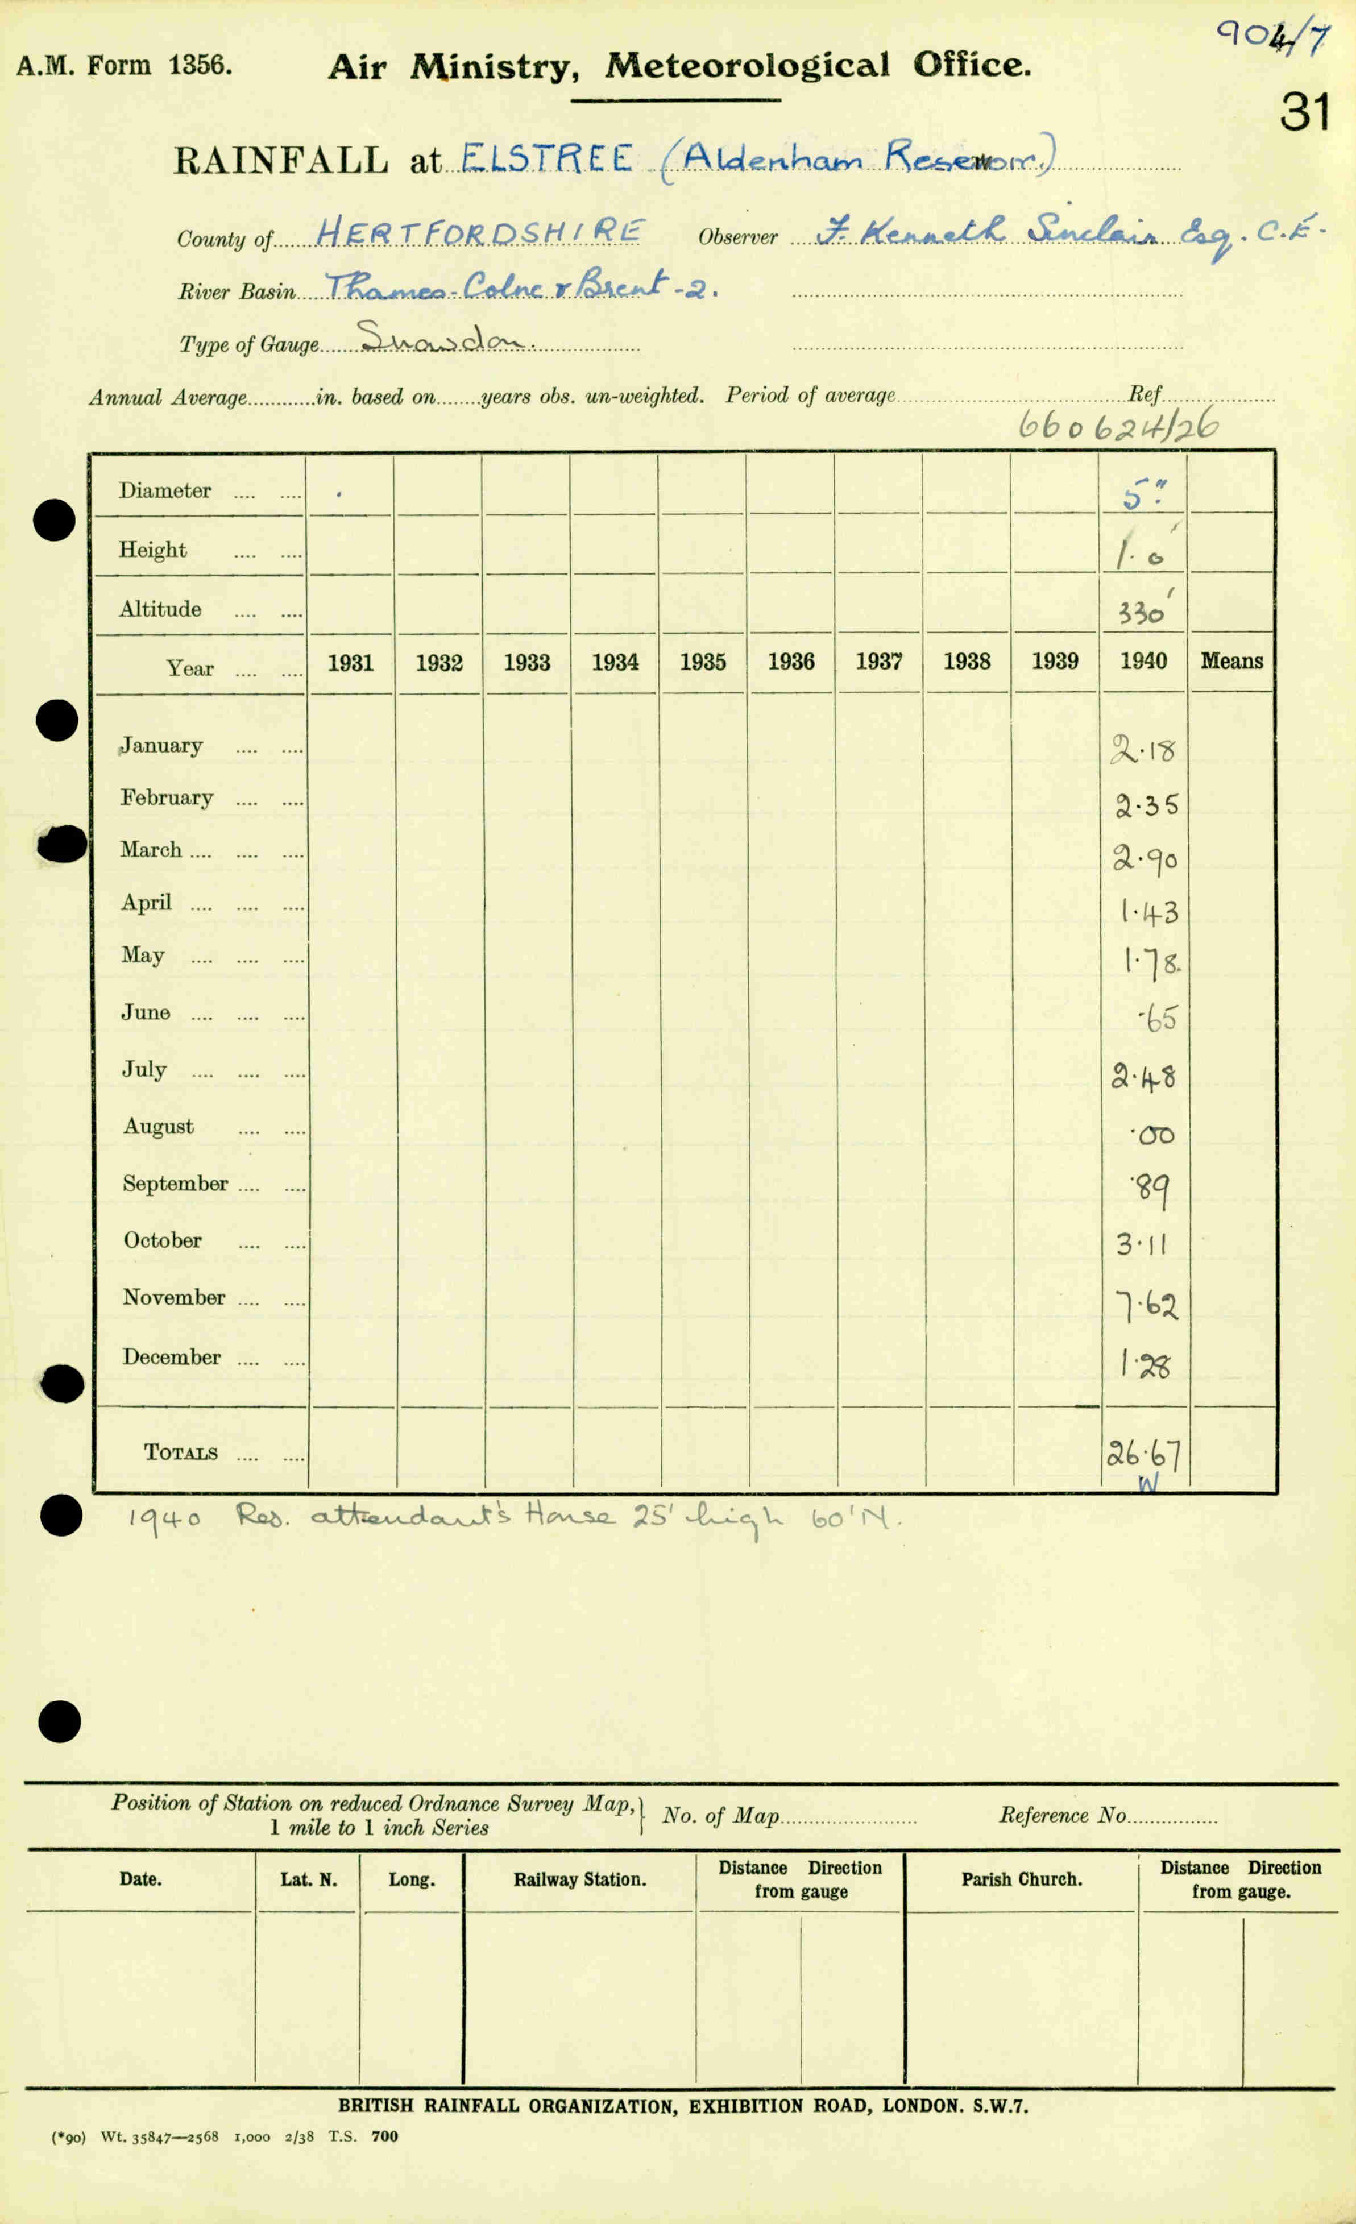 904/7
A.M. Form 1356. Air Ministry, Meteorological Office.
31
RAINFALL at ELSTREE (Aldenham Reservoir.)
County of HERTFORDSHIRE Observer F. Kenneth Sinclair Esq. C.E.
River Basin Thames-Colne & Brent-2.
Type of Gauge Snowdon.
Annual Average in. based on years obs. un-weighted. Period of average Ref.
660624/26
Diameter 5"
Height 1.0'
Altitude 330'
Year 1931 1932 1933 1934 1935 1936 1937 1938 1939 1940 Means
January 2.18
February 2.35
March 2.90
April 1.43
May 1.78
June .65
July 2.48
August .00
September .89
October 3.11
November 7.62
December 1.28
TOTALS 26.67
W
1940 Res. attendant's House 25' high 60' N.
Position of Station on reduced Ordnance Survey Map, No. of Map Reference No.
1 mile to 1 inch Series
Date. Lat. N. Long. Railway Station. Distance Direction from gauge Parish Church. Distance Direction from gauge.
BRITISH RAINFALL ORGANIZATION, EXHIBITION ROAD, LONDON. S.W.7.
(*90) Wt. 35847—2568 1,000 2/38 T.S. 700